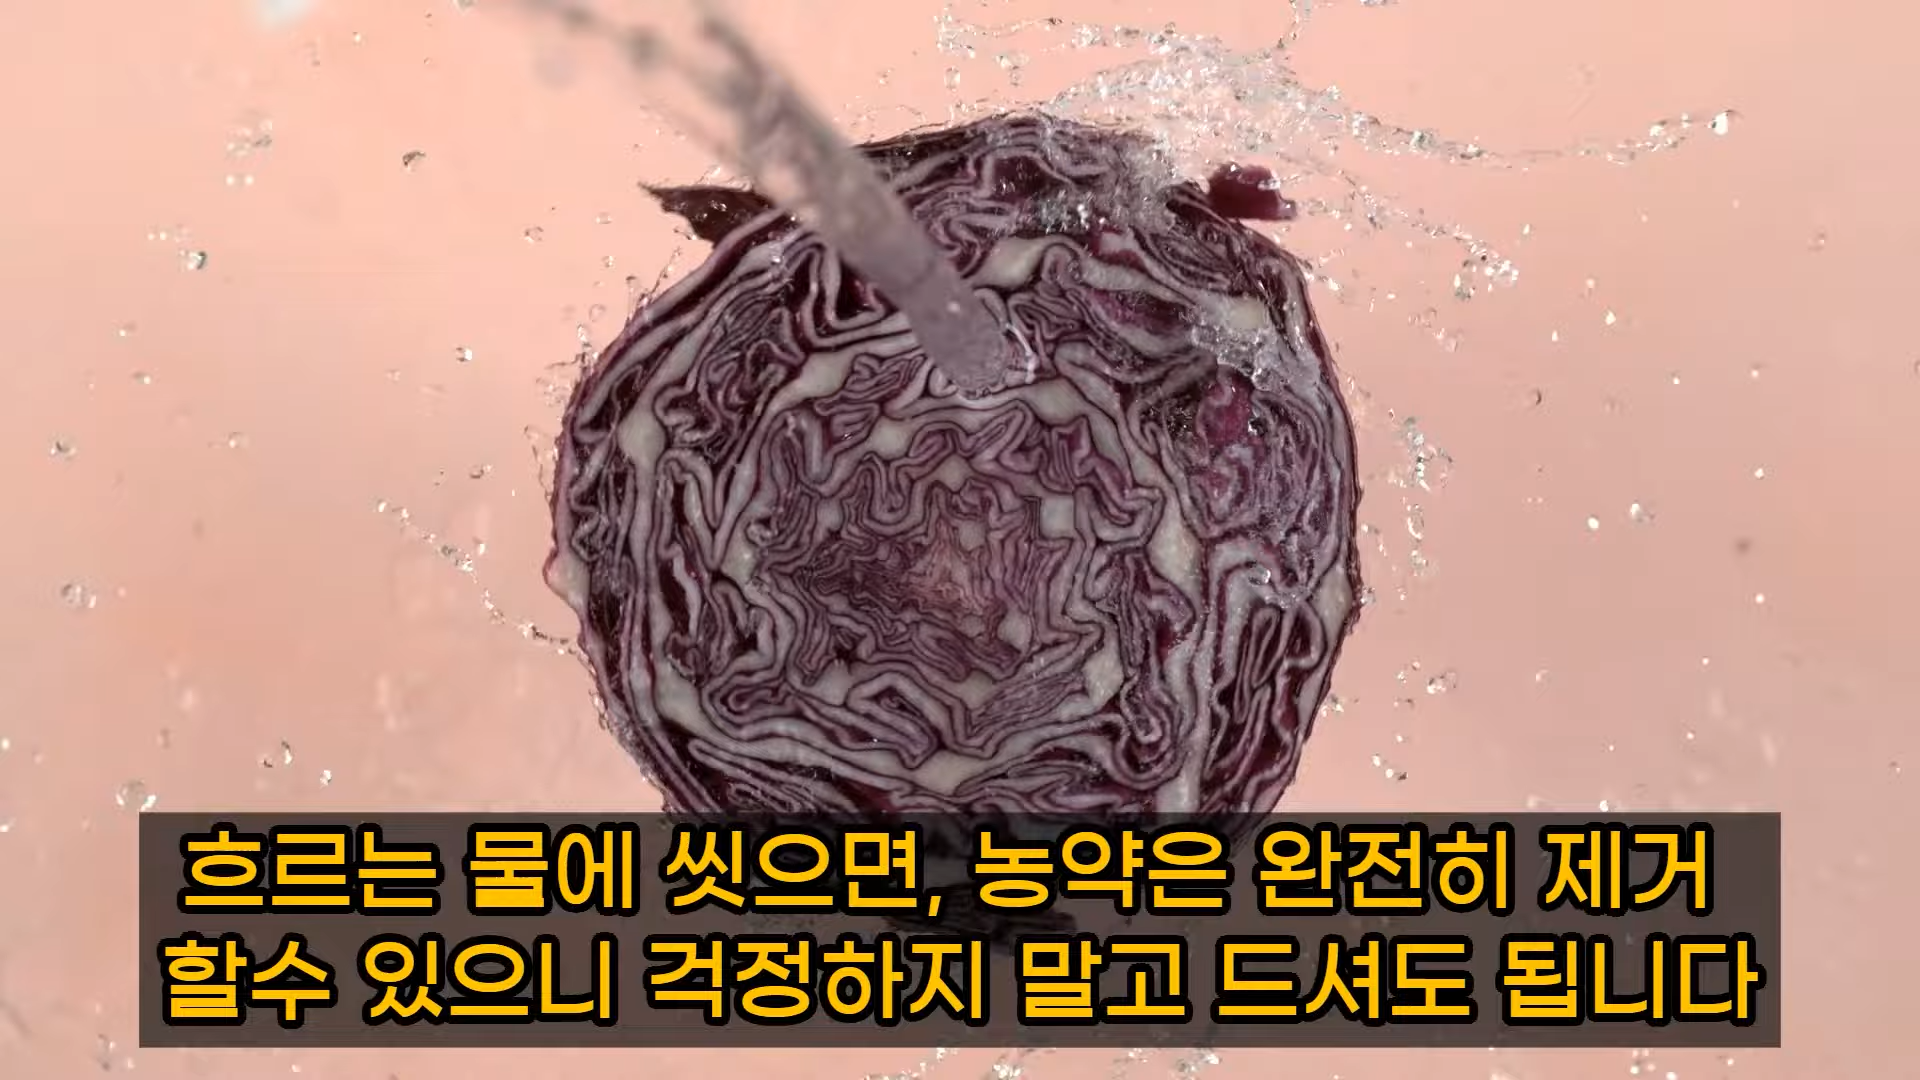 흐르는 물에 씻으면, 농약은 완전히 제거
할수 있으니 걱정하지 말고 드셔도 됩니다